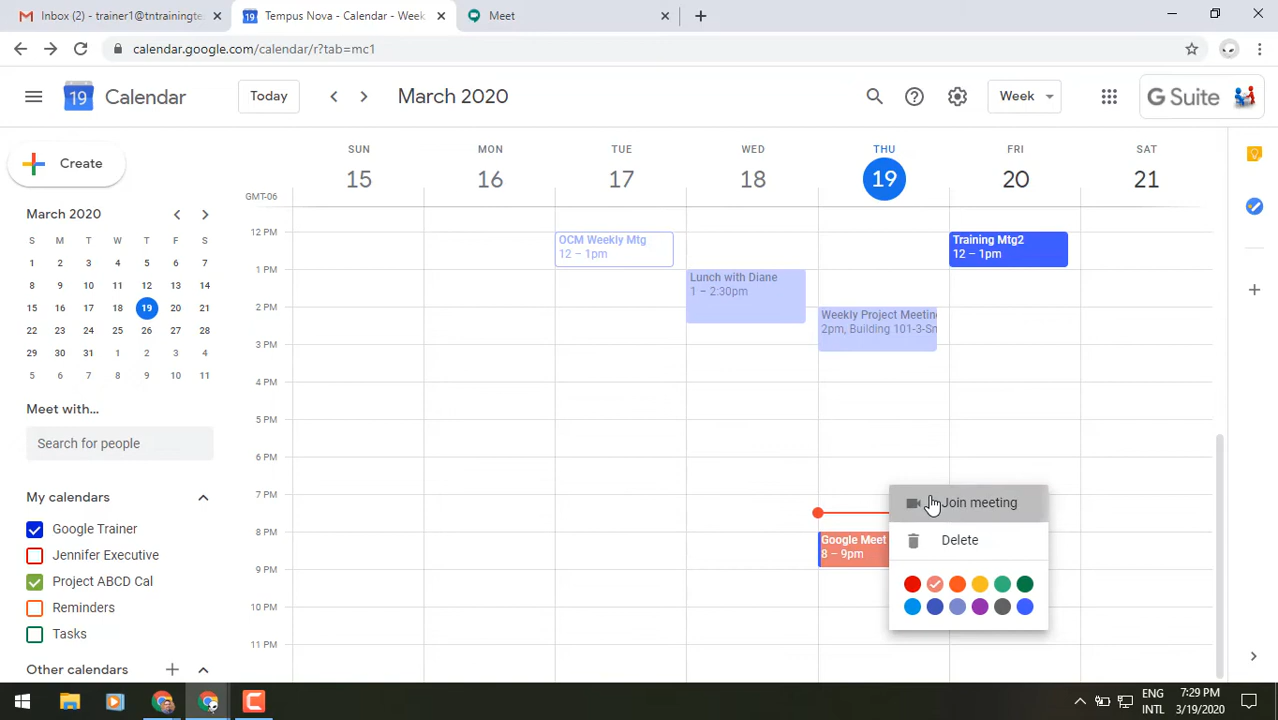 Inbox (2) - trainer1@tntrainingte
Tempus Nova - Calendar - Week
Meet
calendar.google.com/calendar/r?tab=mc1
19
Calendar
Today
March 2020
Week
G Suite
Create
SUN
MON
TUE
WED
THU
FRI
SAT
GMT-06
15
16
17
18
19
20
21
March 2020
S M T W T F S
1 2 3 4 5 6 7
8 9 10 11 12 13 14
15 16 17 18 19 20 21
22 23 24 25 26 27 28
29 30 31 1 2 3 4
5 6 7 8 9 10 11
Meet with...
Search for people
My calendars
Google Trainer
Jennifer Executive
Project ABCD Cal
Reminders
Tasks
Other calendars
12 PM
1 PM
2 PM
3 PM
4 PM
5 PM
6 PM
7 PM
8 PM
9 PM
10 PM
11 PM
OCM Weekly Mtg
12 – 1pm
Lunch with Diane
1 – 2:30pm
Weekly Project Meetin
2pm, Building 101-3-Sm
Training Mtg2
12 – 1pm
Google Meet
8 – 9pm
Join meeting
Delete
ENG
INTL
7:29 PM
3/19/2020